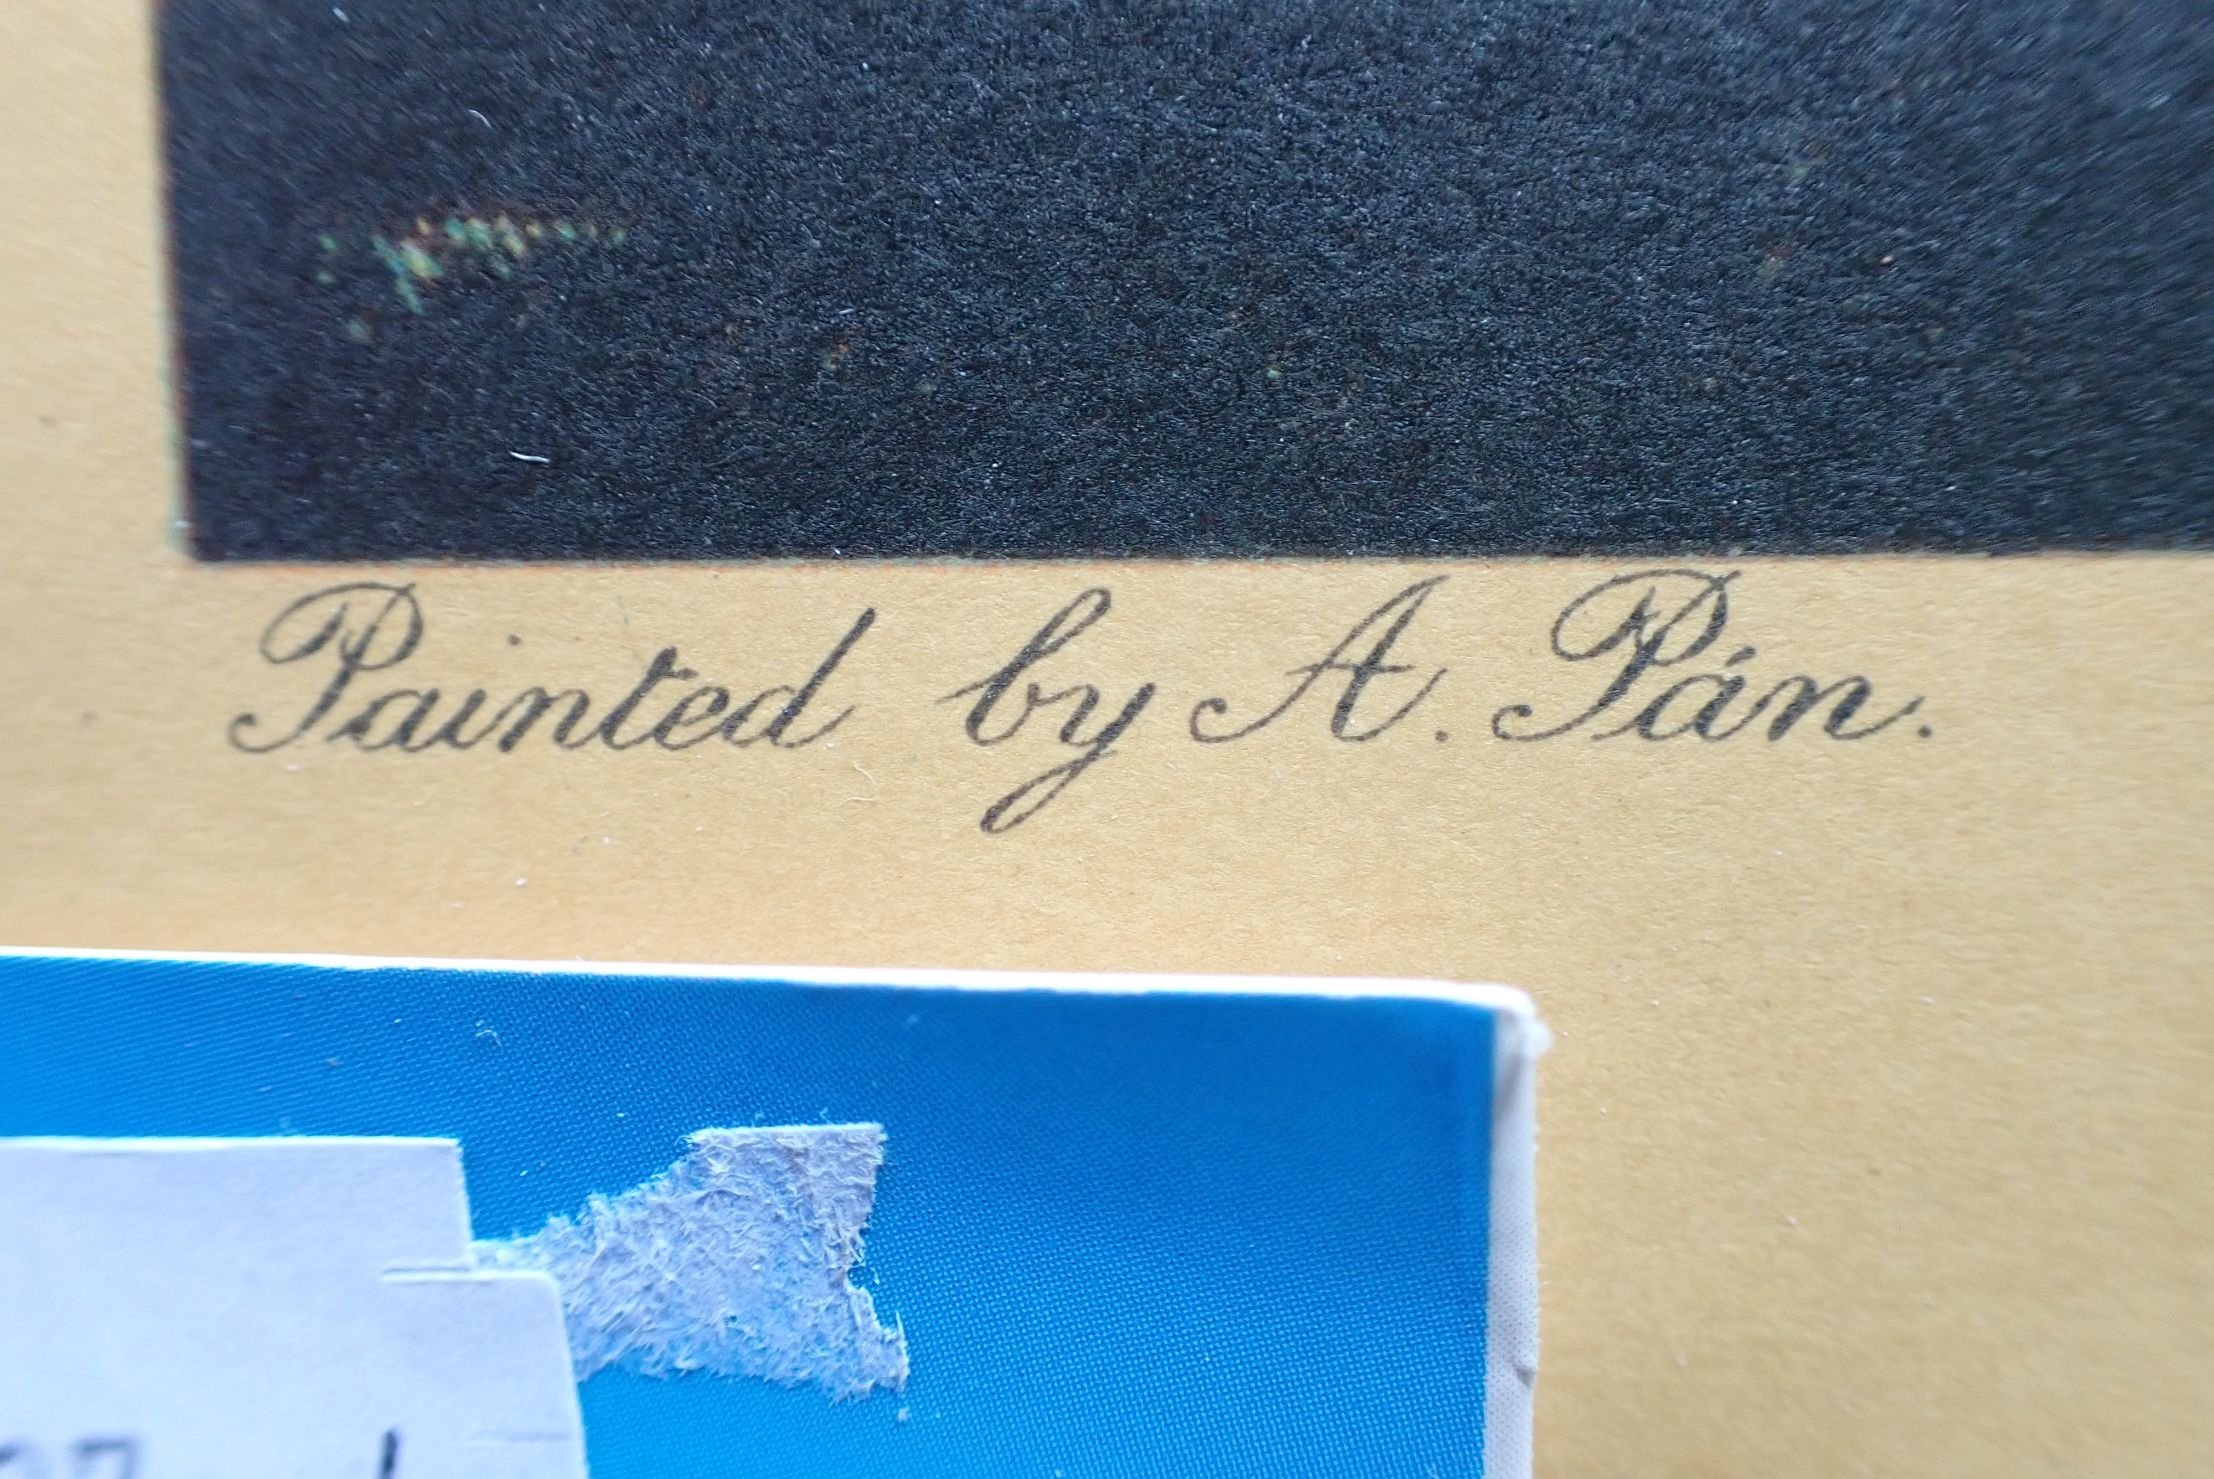 Painted by A. Pán.